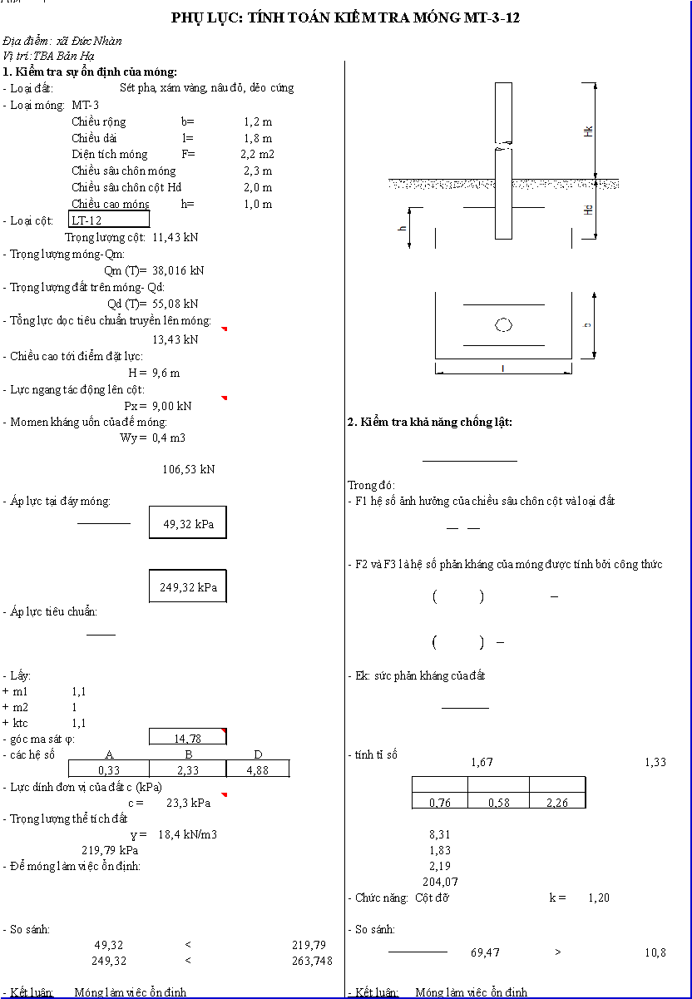 PHỤ LỤC: TÍNH TOÁN KIỂM TRA MÓNG MT-3-12
Địa điểm: xã Đức Nhàn
Vị trí:TBA Bản Hạ
1. Kiểm tra sự ổn định của móng:
- Loại đất: Sét pha, xám vàng, nâu đỏ, dẻo cứng
- Loại móng: MT-3
Chiều rộng b= 1,2 m
Chiều dài l= 1,8 m
Diện tích móng F= 2,2 m2
Chiều sâu chôn móng 2,3 m
Chiều sâu chôn cột Hd 2,0 m
Chiều cao móng h= 1,0 m
- Loại cột: LT-12
Trọng lượng cột: 11,43 kN
- Trọng lượng móng-Qm:
Qm (T)= 38,016 kN
- Trọng lượng đất trên móng- Qd:
Qd (T)= 55,08 kN
- Tổng lực dọc tiêu chuẩn truyền lên móng:
13,43 kN
- Chiều cao tới điểm đặt lực:
H = 9,6 m
- Lực ngang tác động lên cột:
Px = 9,00 kN
- Momen kháng uốn của đế móng:
Wy = 0,4 m3
106,53 kN
- Áp lực tại đáy móng:
49,32 kPa
249,32 kPa
- Áp lực tiêu chuẩn:
- Lấy:
+ m1 1,1
+ m2 1
+ ktc 1,1
- góc ma sát φ: 14,78
- các hệ số A B D
0,33 2,33 4,88
- Lực dính đơn vị của đất c (kPa)
c = 23,3 kPa
- Trọng lượng thể tích đất
γ = 18,4 kN/m3
219,79 kPa
- Để móng làm việc ổn định:
- So sánh:
49,32 < 219,79
249,32 < 263,748
- Kết luận: Móng làm việc ổn định
Hk
Hd
h
b
l
2. Kiểm tra khả năng chống lật:
Trong đó:
- F1 hệ số ảnh hưởng của chiều sâu chôn cột và loại đất
- F2 và F3 là hệ số phản kháng của móng được tính bởi công thức
( ) –
( ) –
- Ek: sức phản kháng của đất
- tính tỉ số 1,67 1,33
0,76 0,58 2,26
8,31
1,83
2,19
204,07
- Chức năng: Cột đỡ k = 1,20
- So sánh:
69,47 > 10,8
- Kết luận: Móng làm việc ổn định